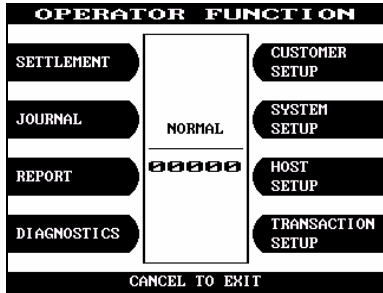 OPERATOR FUNCTION
SETTLEMENT
JOURNAL
REPORT
DIAGNOSTICS
NORMAL
00000
CUSTOMER
SETUP
SYSTEM
SETUP
HOST
SETUP
TRANSACTION
SETUP
CANCEL TO EXIT